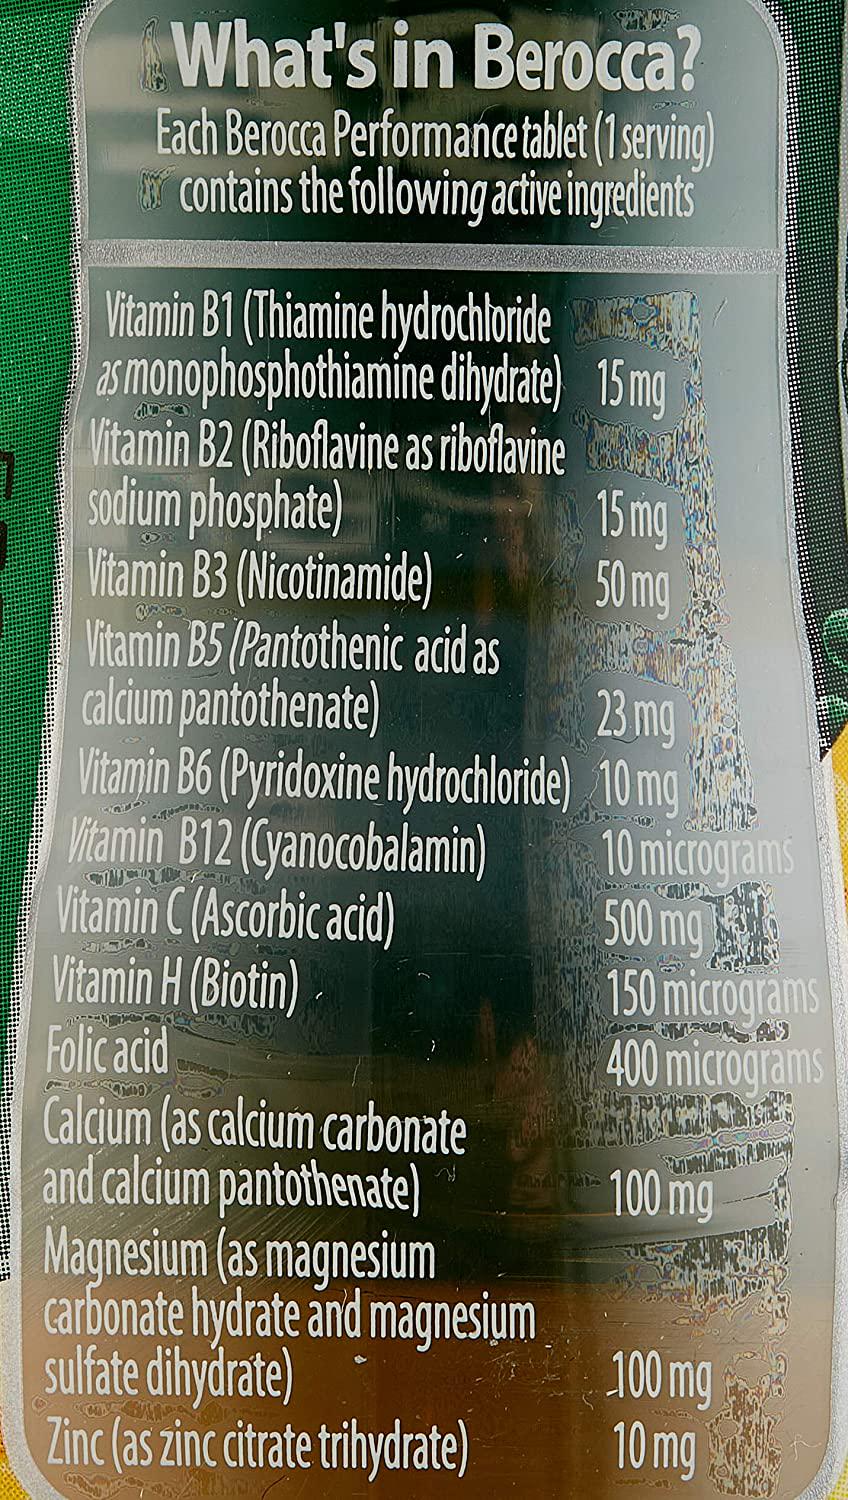 What's in Berocca?
Each Berocca Performance tablet (1 serving)
contains the following active ingredients
Vitamin B1 (Thiamine hydrochloride
as monophosphothiamine dihydrate) 15 mg
Vitamin B2 (Riboflavine as riboflavine
sodium phosphate) 15 mg
Vitamin B3 (Nicotinamide) 50 mg
Vitamin B5 (Pantothenic acid as
calcium pantothenate) 23 mg
Vitamin B6 (Pyridoxine hydrochloride) 10 mg
Vitamin B12 (Cyanocobalamin) 10 micrograms
Vitamin C (Ascorbic acid) 500 mg
Vitamin H (Biotin) 150 micrograms
Folic acid 400 micrograms
Calcium (as calcium carbonate
and calcium pantothenate) 100 mg
Magnesium (as magnesium
carbonate hydrate and magnesium
sulfate dihydrate) 100 mg
Zinc (as zinc citrate trihydrate) 10 mg